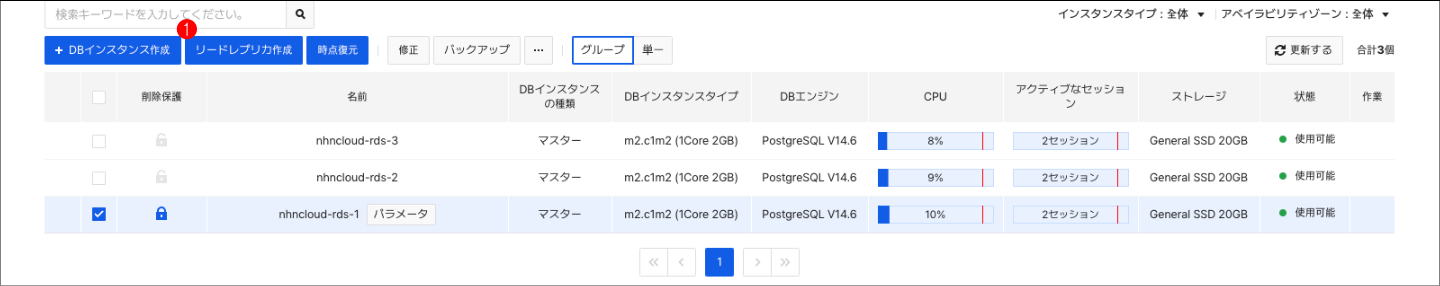 検索キーワードを入力してください。 インスタンスタイプ : 全体 アベイラビリティゾーン : 全体
1
+ DBインスタンス作成 リードレプリカ作成 時点復元 修正 バックアップ ... グループ 単一 更新する 合計3個
削除保護 名前 DBインスタンスの種類 DBインスタンスタイプ DBエンジン CPU アクティブなセッション ストレージ 状態 作業
nhncloud-rds-3 マスター m2.c1m2 (1Core 2GB) PostgreSQL V14.6 8% 2セッション General SSD 20GB 使用可能
nhncloud-rds-2 マスター m2.c1m2 (1Core 2GB) PostgreSQL V14.6 9% 2セッション General SSD 20GB 使用可能
nhncloud-rds-1 パラメータ マスター m2.c1m2 (1Core 2GB) PostgreSQL V14.6 10% 2セッション General SSD 20GB 使用可能
« ‹ 1 › »